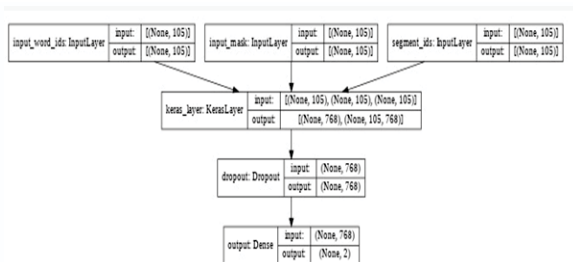 input_word_ids: InputLayer input: [(None, 105)] output: [(None, 105)]
input_mask: InputLayer input: [(None, 105)] output: [(None, 105)]
segment_ids: InputLayer input: [(None, 105)] output: [(None, 105)]
keras_layer: KerasLayer input: [(None, 105), (None, 105), (None, 105)] output: [(None, 768), (None, 105, 768)]
dropout: Dropout input: (None, 768) output: (None, 768)
output: Dense input: (None, 768) output: (None, 2)